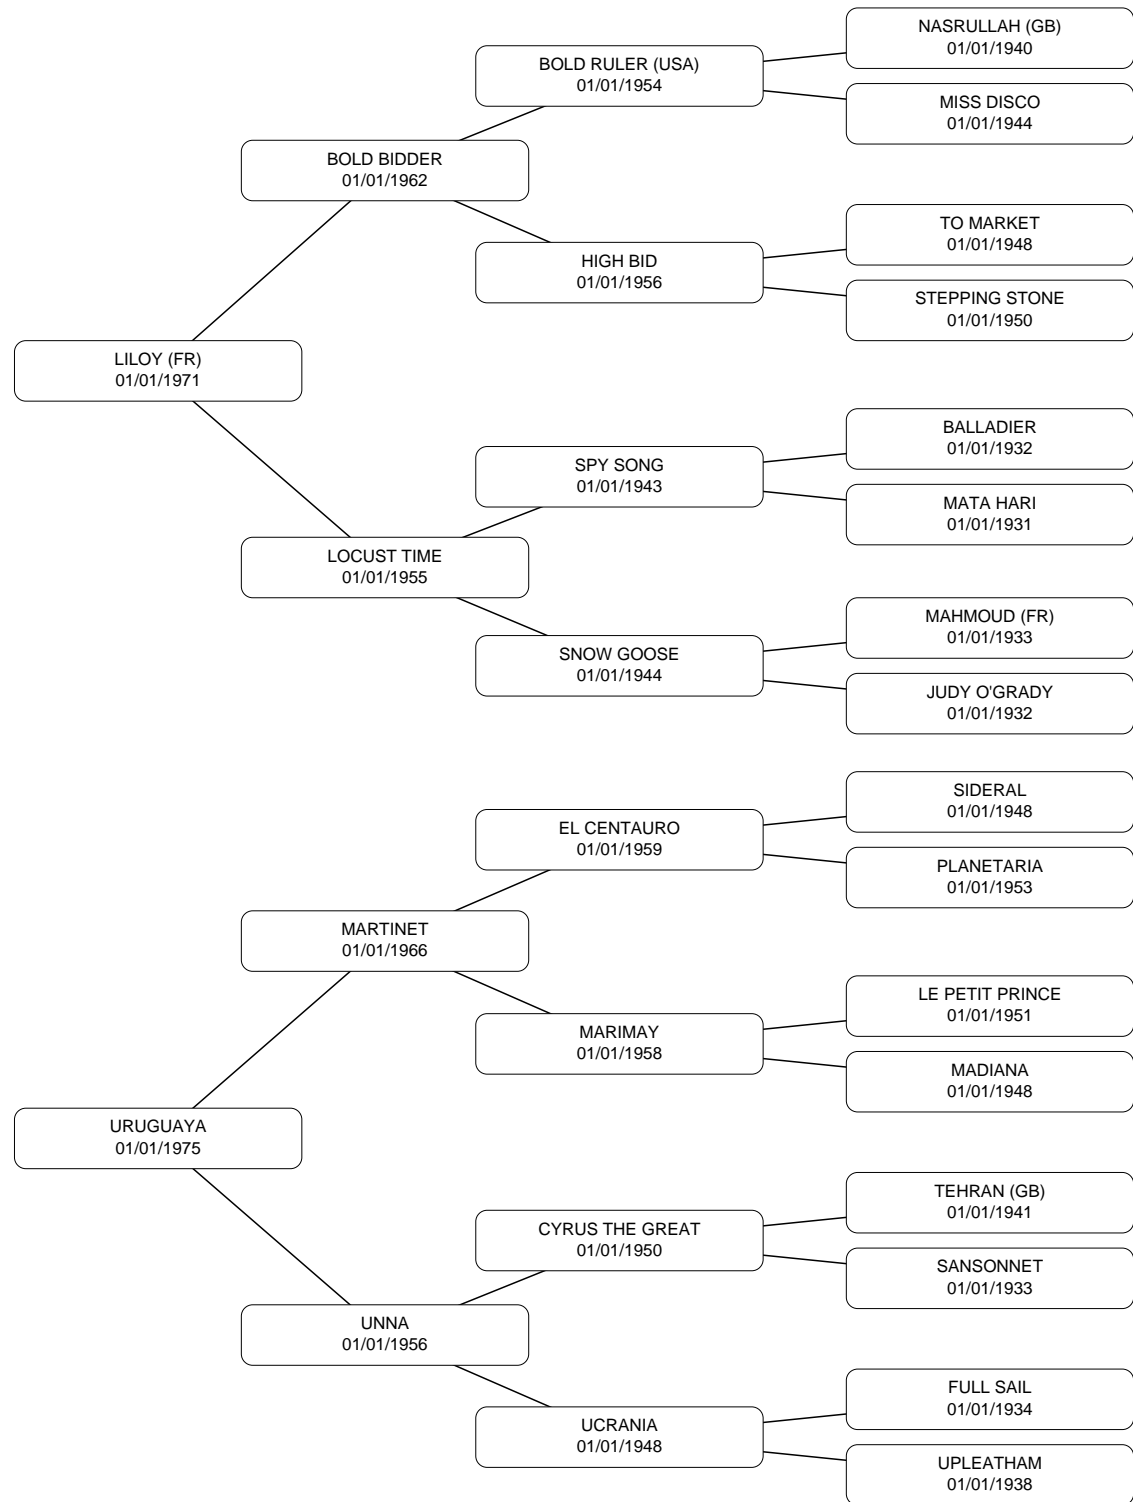 NASRULLAH (GB)
01/01/1940
BOLD RULER (USA)
01/01/1954
MISS DISCO
01/01/1944
BOLD BIDDER
01/01/1962
TO MARKET
01/01/1948
HIGH BID
01/01/1956
STEPPING STONE
01/01/1950
LILOY (FR)
01/01/1971
BALLADIER
01/01/1932
SPY SONG
01/01/1943
MATA HARI
01/01/1931
LOCUST TIME
01/01/1955
MAHMOUD (FR)
01/01/1933
SNOW GOOSE
01/01/1944
JUDY O'GRADY
01/01/1932
SIDERAL
01/01/1948
EL CENTAURO
01/01/1959
PLANETARIA
01/01/1953
MARTINET
01/01/1966
LE PETIT PRINCE
01/01/1951
MARIMAY
01/01/1958
MADIANA
01/01/1948
URUGUAYA
01/01/1975
TEHRAN (GB)
01/01/1941
CYRUS THE GREAT
01/01/1950
SANSONNET
01/01/1933
UNNA
01/01/1956
FULL SAIL
01/01/1934
UCRANIA
01/01/1948
UPLEATHAM
01/01/1938